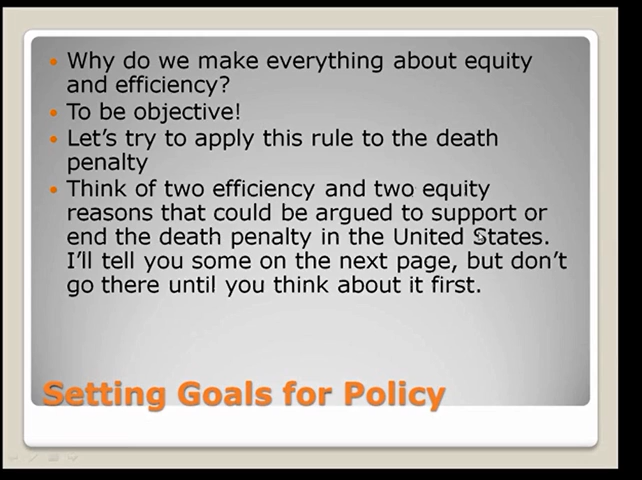 Why do we make everything about equity
and efficiency?
To be objective!
Let's try to apply this rule to the death
penalty
Think of two efficiency and two equity
reasons that could be argued to support or
end the death penalty in the United States.
I'll tell you some on the next page, but don't
go there until you think about it first.
Setting Goals for Policy